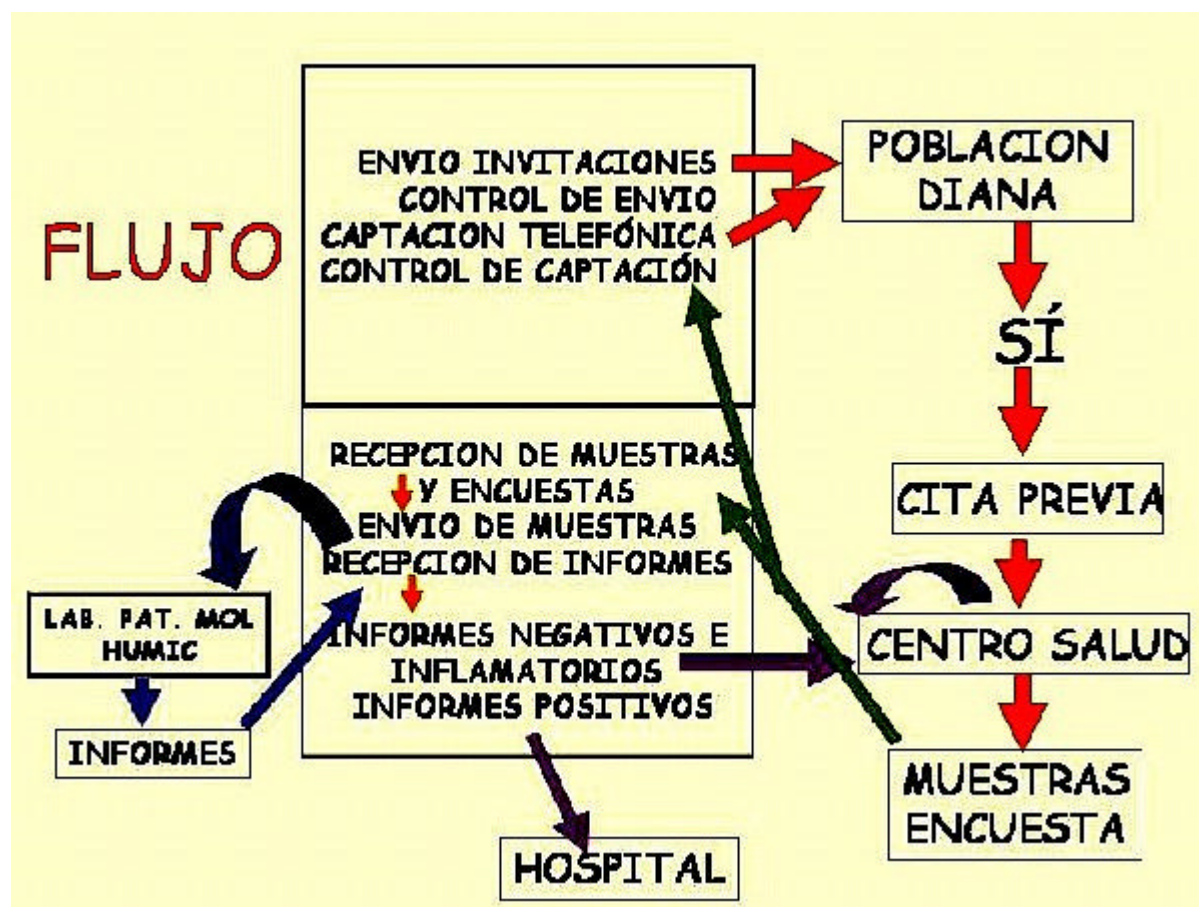 FLUJO
ENVIO INVITACIONES
CONTROL DE ENVIO
CAPTACION TELEFÓNICA
CONTROL DE CAPTACIÓN
POBLACION
DIANA
SÍ
CITA PREVIA
CENTRO SALUD
MUESTRAS
ENCUESTA
RECEPCION DE MUESTRAS
Y ENCUESTAS
ENVIO DE MUESTRAS
RECEPCION DE INFORMES
INFORMES NEGATIVOS E
INFLAMATORIOS
INFORMES POSITIVOS
LAB. PAT. MOL
HUMIC
INFORMES
HOSPITAL